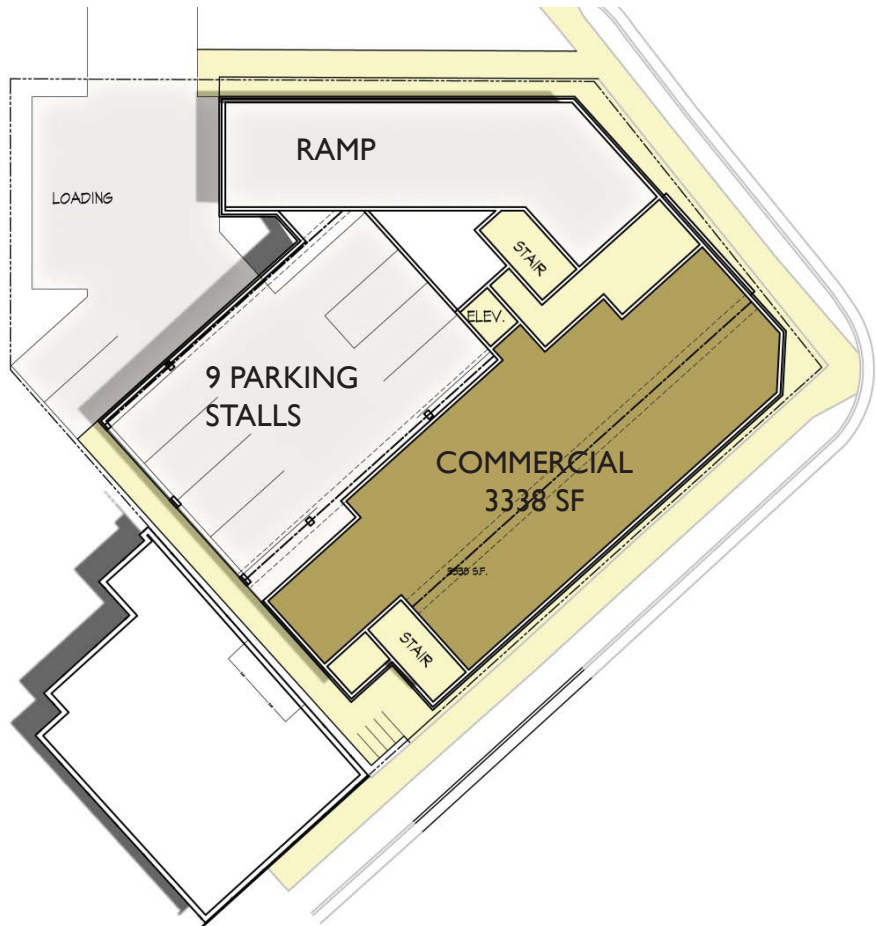 RAMP
LOADING
STAIR
ELEV.
9 PARKING
STALLS
COMMERCIAL
3338 SF
STAIR